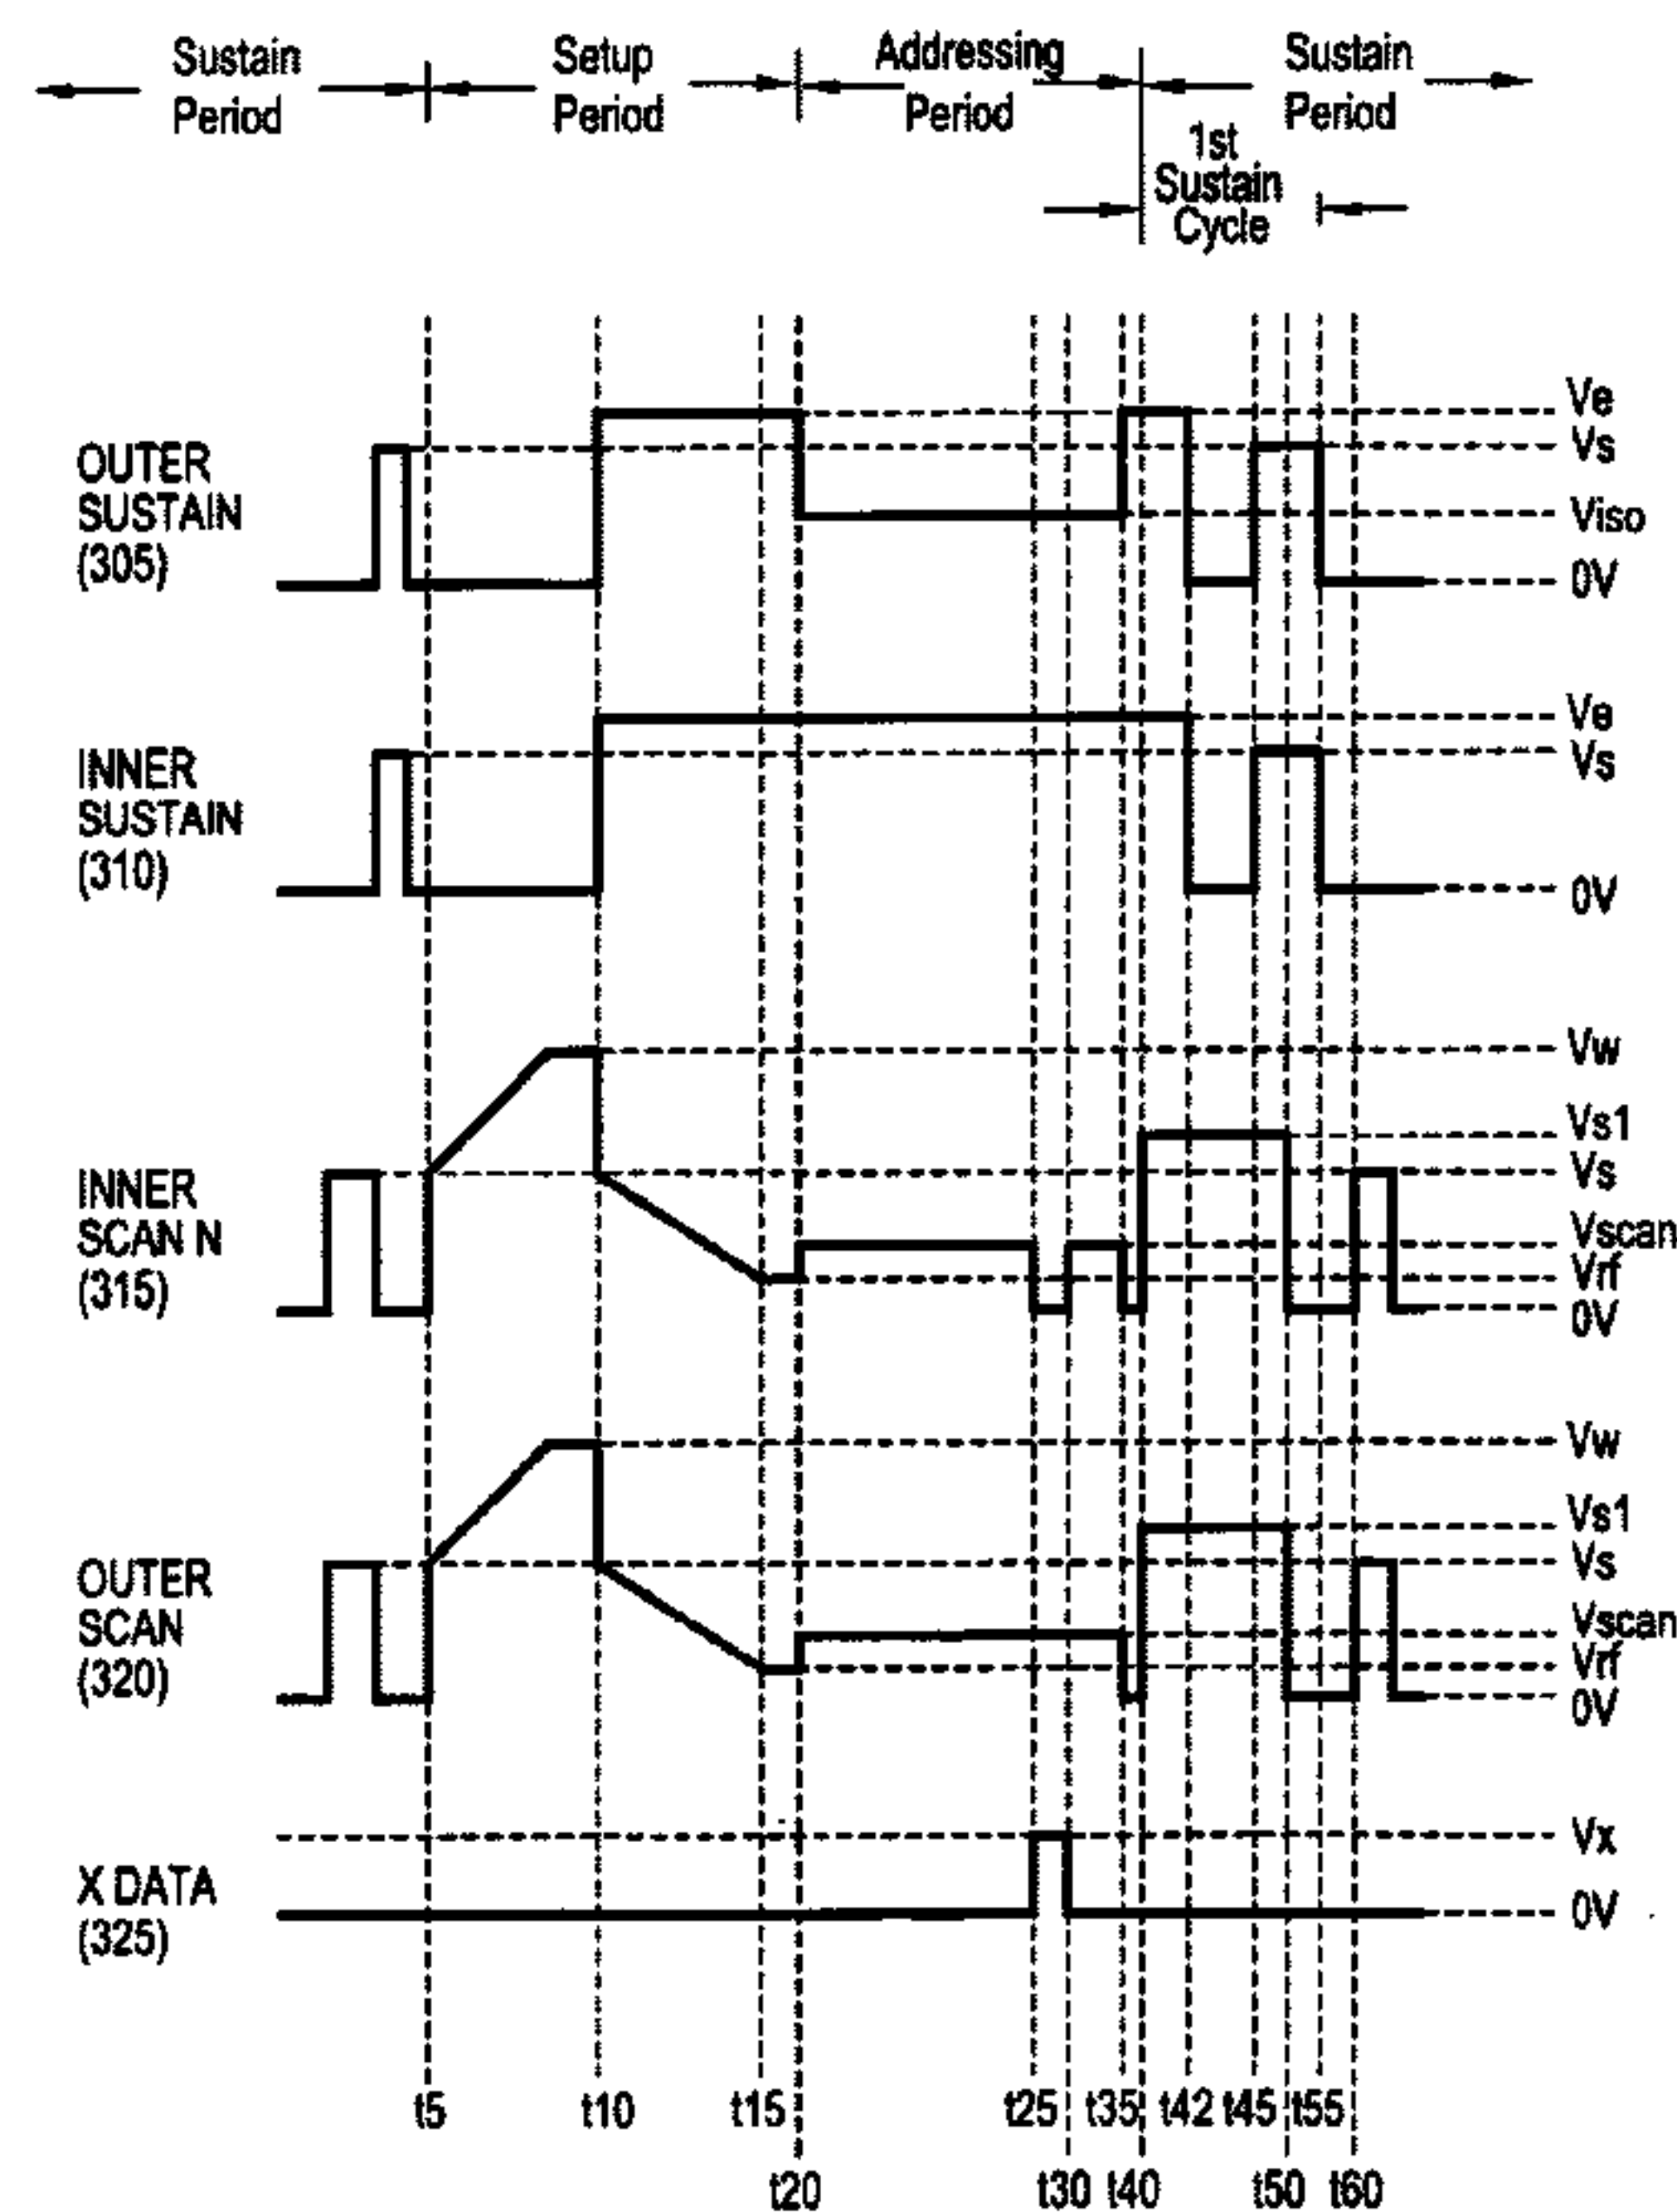 Sustain
Period
Setup
Period
Addressing
Period
Sustain
Period
1st
Sustain
Cycle
OUTER
SUSTAIN
(305)
Ve
Vs
Viso
0V
INNER
SUSTAIN
(310)
Ve
Vs
0V
INNER
SCAN N
(315)
Vw
Vs1
Vs
Vscan
Vrf
0V
OUTER
SCAN
(320)
Vw
Vs1
Vs
Vscan
Vrf
0V
X DATA
(325)
Vx
0V
t5 t10 t15 t25 t35 t42 t45 t55
t20 t30 t40 t50 t60